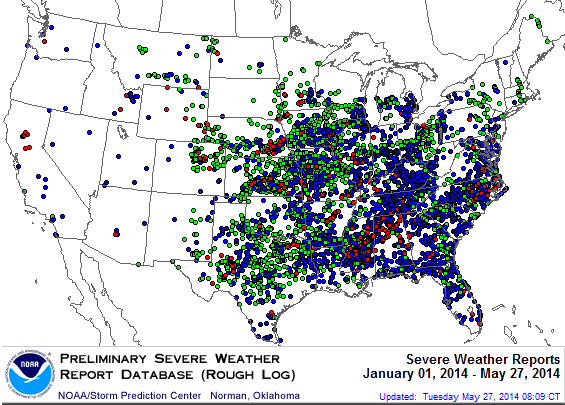 NOAA
PRELIMINARY SEVERE WEATHER
REPORT DATABASE (ROUGH LOG)
NOAA/Storm Prediction Center Norman, Oklahoma
Severe Weather Reports
January 01, 2014 - May 27, 2014
Updated: Tuesday May 27, 2014 08:09 CT